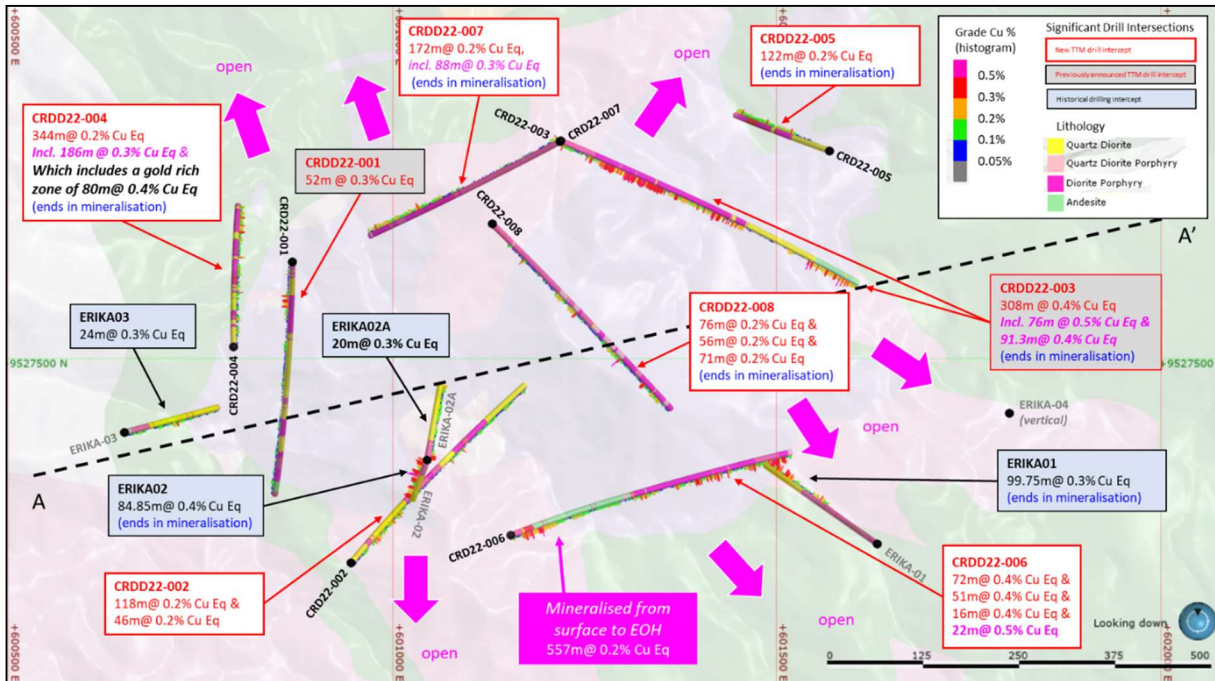 +600500 E
+601000 E
+601500 E
+602000 E
CRDD22-007
172m@ 0.2% Cu Eq,
incl. 88m@ 0.3% Cu Eq
(ends in mineralisation)
CRDD22-005
122m@ 0.2% Cu Eq
(ends in mineralisation)
Grade Cu %
(histogram)
0.5%
0.3%
0.2%
0.1%
0.05%
Significant Drill Intersections
New TTM drill intercept
Previously announced TTM drill intercept
Historical drilling intercept
Lithology
Quartz Diorite
Quartz Diorite Porphyry
Diorite Porphyry
Andesite
open
open
open
CRDD22-004
344m@ 0.2% Cu Eq
Incl. 186m @ 0.3% Cu Eq &
Which includes a gold rich
zone of 80m@ 0.4% Cu Eq
(ends in mineralisation)
CRDD22-001
52m @ 0.3% Cu Eq
CRD22-003
CRD22-007
CRD22-005
CRD22-008
CRD22-001
CRD22-004
A'
CRDD22-003
308m @ 0.4% Cu Eq
Incl. 76m @ 0.5% Cu Eq &
91.3m@ 0.4% Cu Eq
(ends in mineralisation)
ERIKA03
24m@ 0.3% Cu Eq
ERIKA02A
20m@ 0.3% Cu Eq
CRDD22-008
76m@ 0.2% Cu Eq &
56m@ 0.2% Cu Eq &
71m@ 0.2% Cu Eq
(ends in mineralisation)
+9527500 N
+9527500 N
ERIKA-03
ERIKA-02A
ERIKA-04
(vertical)
open
A
ERIKA02
84.85m@ 0.4% Cu Eq
(ends in mineralisation)
ERIKA-02
ERIKA01
99.75m@ 0.3% Cu Eq
(ends in mineralisation)
CRD22-006
ERIKA-01
CRD22-002
CRDD22-002
118m@ 0.2% Cu Eq &
46m@ 0.2% Cu Eq
Mineralised from
surface to EOH
557m@ 0.2% Cu Eq
CRDD22-006
72m@ 0.4% Cu Eq &
51m@ 0.4% Cu Eq &
16m@ 0.4% Cu Eq &
22m@ 0.5% Cu Eq
open
open
Looking down
0 125 250 375 500
+600500 E
+601000 E
+601500 E
+602000 E